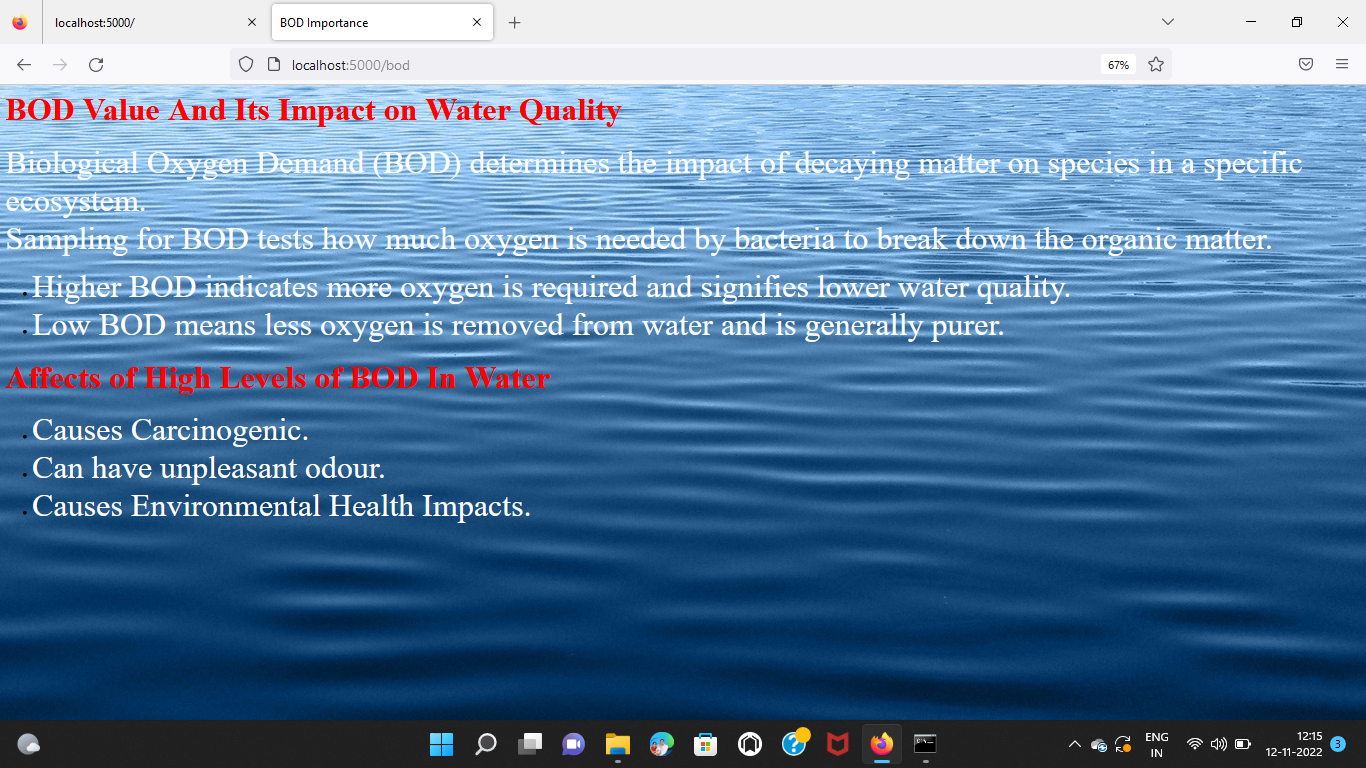 localhost:5000/
BOD Importance
localhost:5000/bod
67%
BOD Value And Its Impact on Water Quality
Biological Oxygen Demand (BOD) determines the impact of decaying matter on species in a specific
ecosystem.
Sampling for BOD tests how much oxygen is needed by bacteria to break down the organic matter.
Higher BOD indicates more oxygen is required and signifies lower water quality.
Low BOD means less oxygen is removed from water and is generally purer.
Affects of High Levels of BOD In Water
Causes Carcinogenic.
Can have unpleasant odour.
Causes Environmental Health Impacts.
ENG
IN
12:15
12-11-2022
3